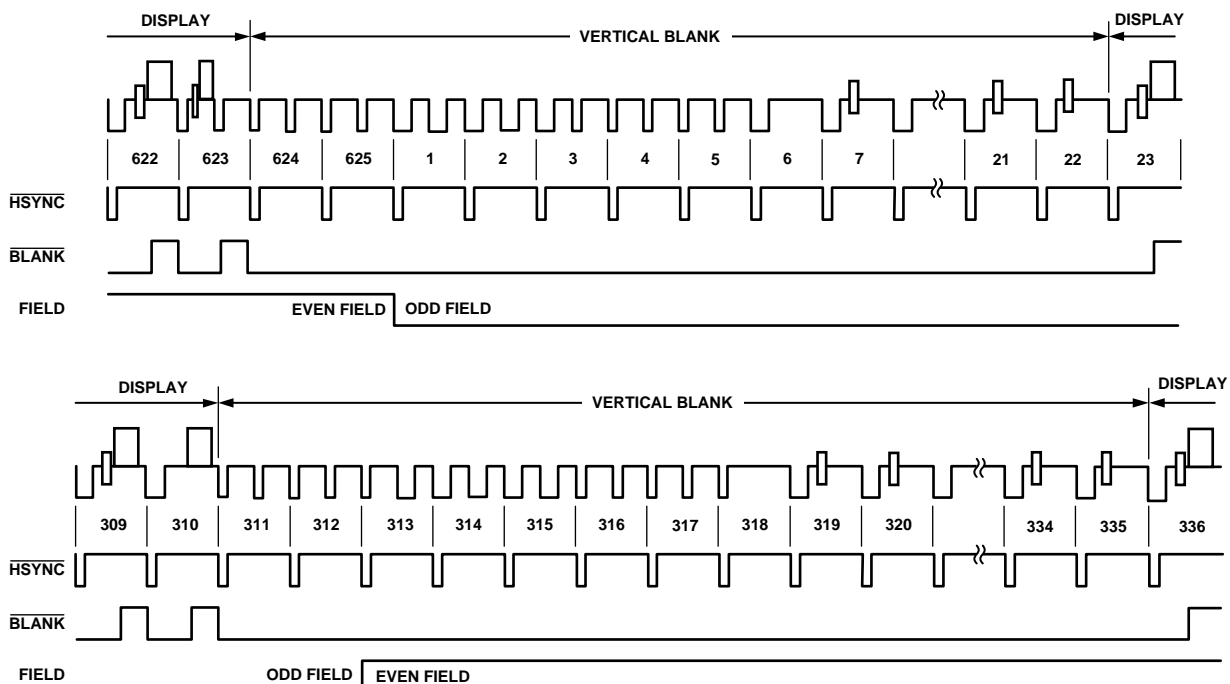 DISPLAY VERTICAL BLANK DISPLAY
622 623 624 625 1 2 3 4 5 6 7 21 22 23
HSYNC
BLANK
FIELD EVEN FIELD ODD FIELD
DISPLAY VERTICAL BLANK DISPLAY
309 310 311 312 313 314 315 316 317 318 319 320 334 335 336
HSYNC
BLANK
FIELD ODD FIELD EVEN FIELD